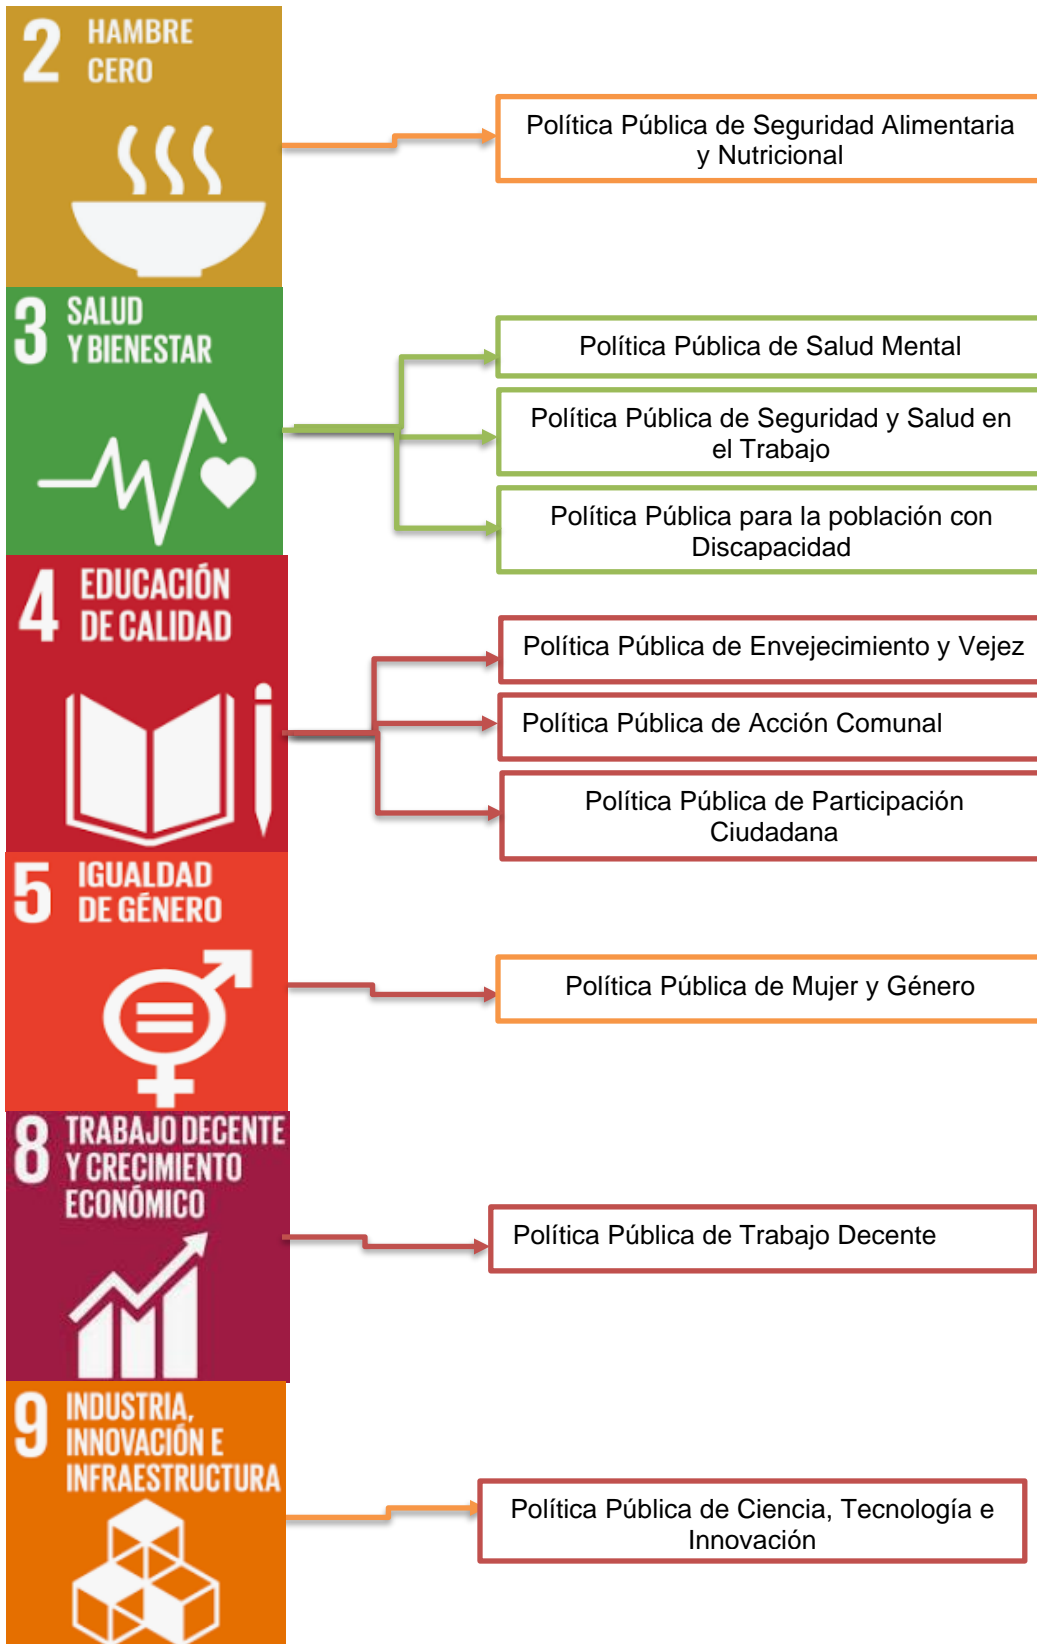 2 HAMBRE
CERO
Política Pública de Seguridad Alimentaria
y Nutricional
3 SALUD
Y BIENESTAR
Política Pública de Salud Mental
Política Pública de Seguridad y Salud en
el Trabajo
Política Pública para la población con
Discapacidad
4 EDUCACIÓN
DE CALIDAD
Política Pública de Envejecimiento y Vejez
Política Pública de Acción Comunal
Política Pública de Participación
Ciudadana
5 IGUALDAD
DE GÉNERO
Política Pública de Mujer y Género
8 TRABAJO DECENTE
Y CRECIMIENTO
ECONÓMICO
Política Pública de Trabajo Decente
9 INDUSTRIA,
INNOVACIÓN E
INFRAESTRUCTURA
Política Pública de Ciencia, Tecnología e
Innovación